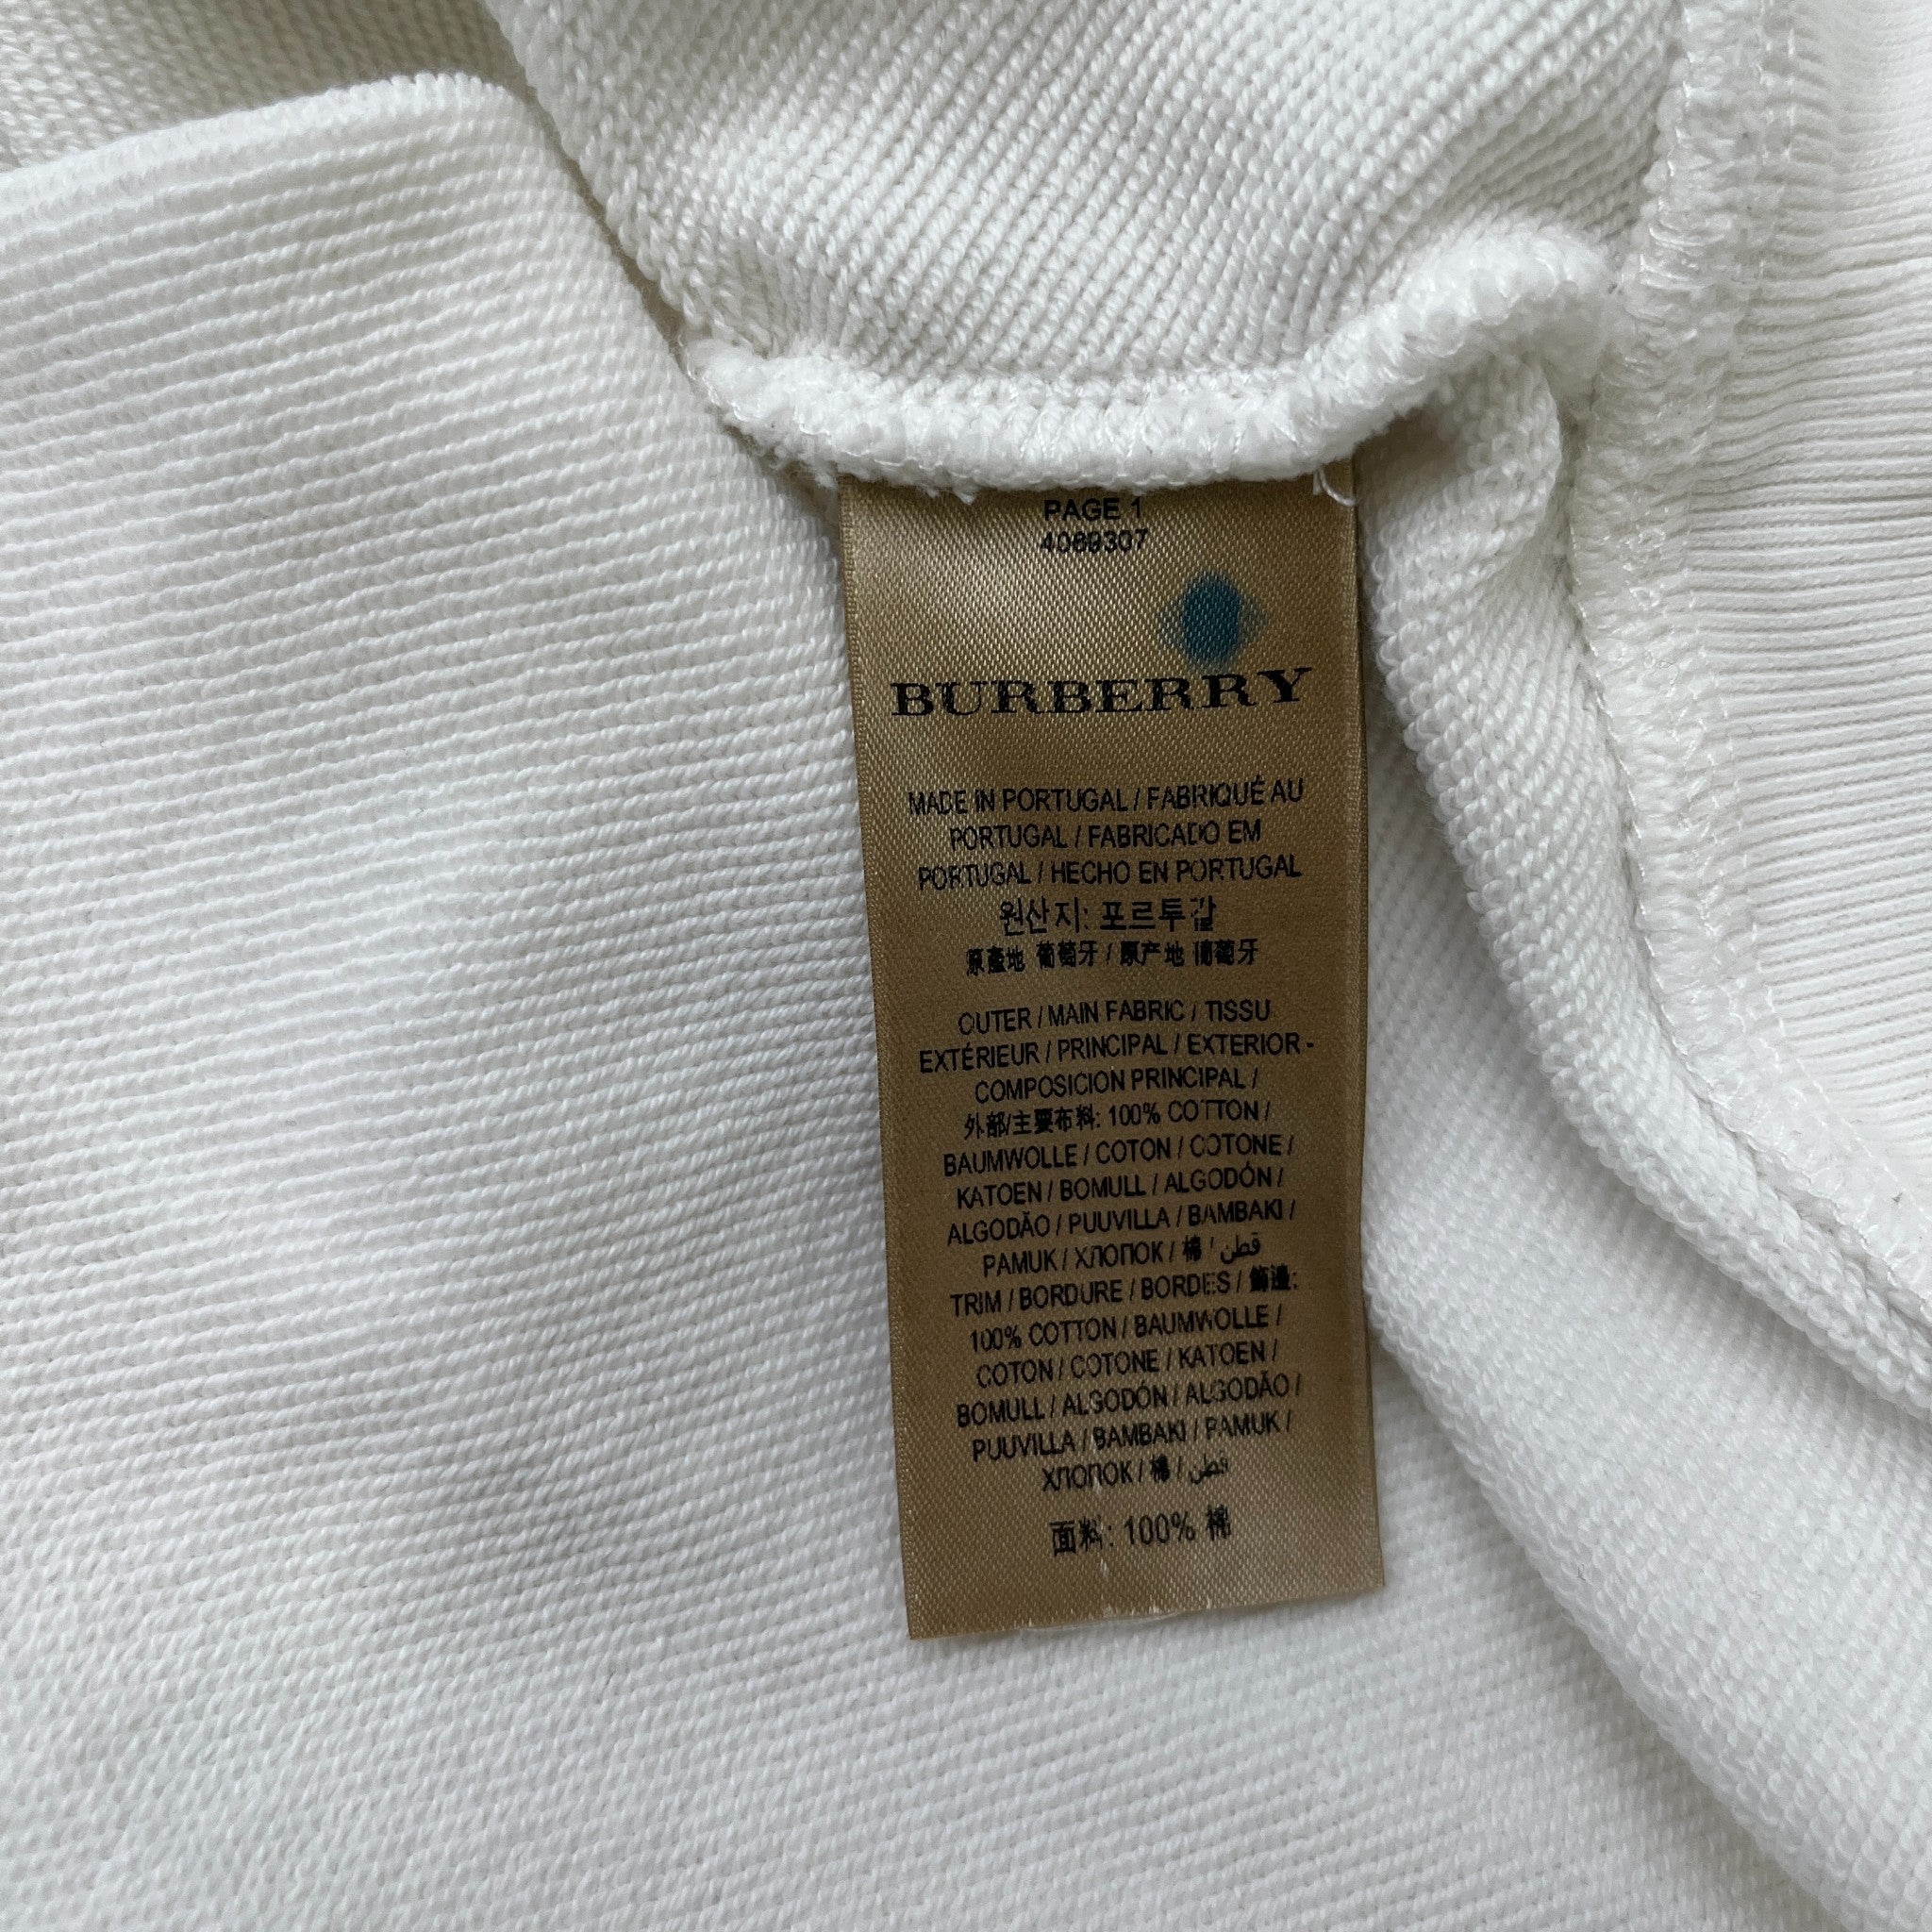 PAGE 1
4069307
BURBERRY
MADE IN PORTUGAL / FABRIQUÉ AU
PORTUGAL / FABRICADO EM
PORTUGAL / HECHO EN PORTUGAL
원산지: 포르투갈
原產地 葡萄牙 / 原产地 葡萄牙
OUTER / MAIN FABRIC / TISSU
EXTÉRIEUR / PRINCIPAL / EXTERIOR -
COMPOSICION PRINCIPAL /
外部/主要布料: 100% COTTON /
BAUMWOLLE / COTON / COTONE /
KATOEN / BOMULL / ALGODÓN /
ALGODÃO / PUUVILLA / BAMBAKI /
PAMUK / ХЛОПОК / 棉 / قطن
TRIM / BORDURE / BORDES / 飾邊:
100% COTTON / BAUMWOLLE /
COTON / COTONE / KATOEN /
BOMULL / ALGODÓN / ALGODÃO /
PUUVILLA / BAMBAKI / PAMUK /
ХЛОПОК / 棉 / قطن
面料: 100% 棉